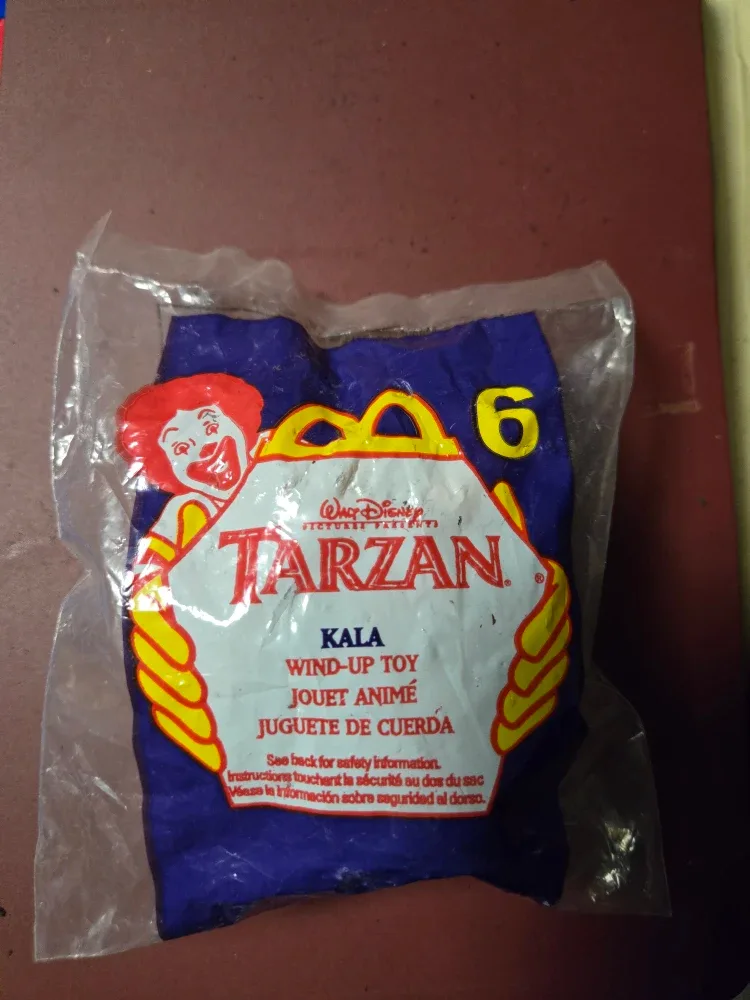 6
WALT DISNEY
PICTURES PRESENTS
TARZAN.
®
KALA
WIND-UP TOY
JOUET ANIMÉ
JUGUETE DE CUERDA
See back for safety information.
Instructions touchant la sécurité au dos du sac
Véase la información sobre seguridad al dorso.